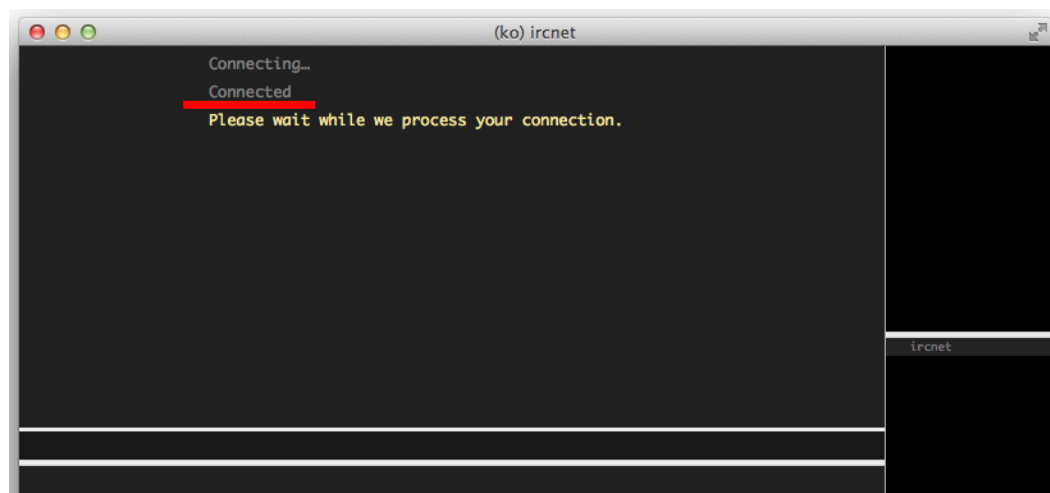 (ko) ircnet
Connecting…
Connected
Please wait while we process your connection.
ircnet